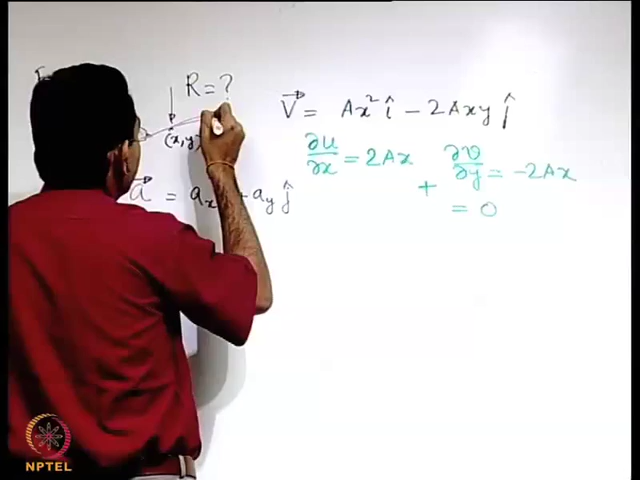 R = ?
(x, y)
V⃗ = Ax² î − 2Axy ĵ
∂u/∂x = 2Ax + ∂v/∂y = −2Ax
= 0
a⃗ = aₓ + a_y ĵ
NPTEL